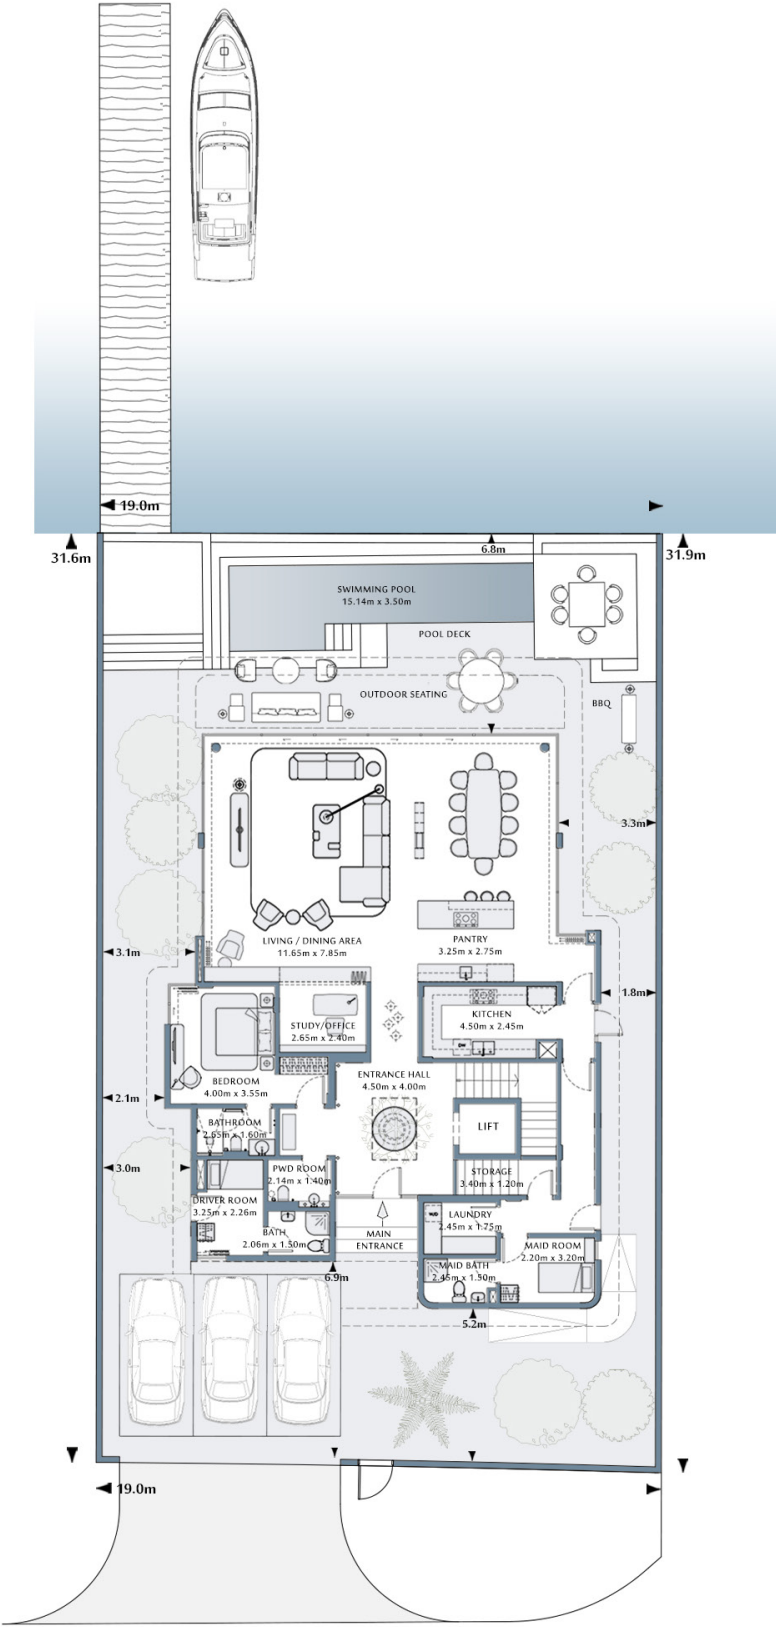 19.0m
31.6m
6.8m
31.9m
SWIMMING POOL
15.14m x 3.50m
POOL DECK
OUTDOOR SEATING
BBQ
3.3m
LIVING / DINING AREA
11.65m x 7.85m
PANTRY
3.25m x 2.75m
3.1m
1.8m
KITCHEN
4.50m x 2.45m
STUDY/OFFICE
2.65m x 2.40m
ENTRANCE HALL
4.50m x 4.00m
BEDROOM
4.00m x 3.55m
2.1m
BATHROOM
2.65m x 1.60m
LIFT
3.0m
PWD ROOM
2.14m x 1.40m
STORAGE
3.40m x 1.20m
DRIVER ROOM
3.25m x 2.26m
LAUNDRY
2.45m x 1.75m
BATH
2.06m x 1.50m
MAIN
ENTRANCE
MAID ROOM
2.20m x 3.20m
MAID BATH
2.45m x 1.50m
6.9m
5.2m
19.0m